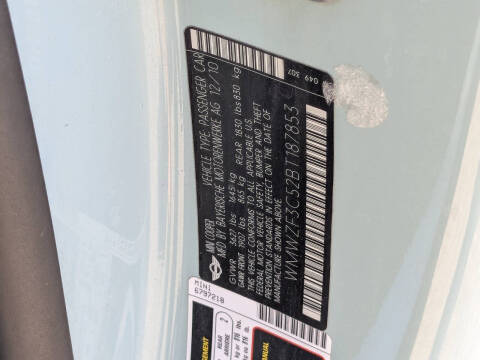 MINI COOPER VEHICLE TYPE: PASSENGER CAR
MFD BY BAYERISCHE MOTORENWERKE AG 12/10
GVWR 3627 lbs 1645 kg
GAWR FRONT 1907 lbs 865 kg REAR 1830 lbs 830 kg
THIS VEHICLE CONFORMS TO ALL APPLICABLE U.S.
FEDERAL MOTOR VEHICLE SAFETY, BUMPER AND THEFT
PREVENTION STANDARDS IN EFFECT ON THE DATE OF
MANUFACTURE SHOWN ABOVE.
WMWZF3C52BT187853
049 307
MINI
6797218
REAR 2
ARRIERE